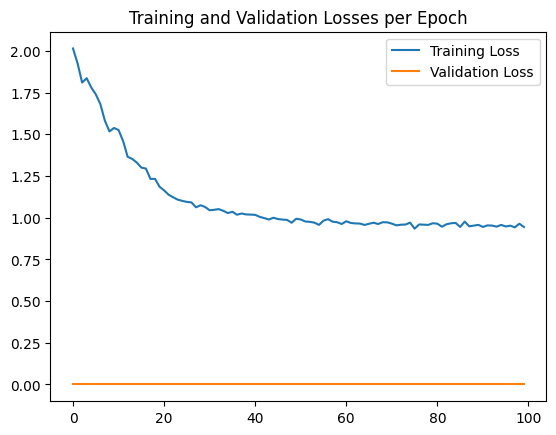 Training and Validation Losses per Epoch
Training Loss
Validation Loss
2.00
1.75
1.50
1.25
1.00
0.75
0.50
0.25
0.00
0 20 40 60 80 100